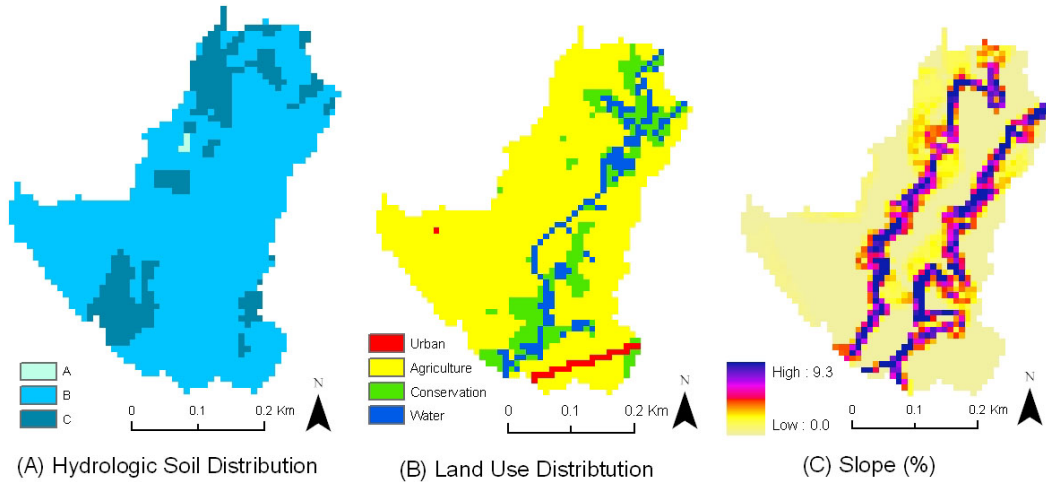 A
B
C
N
0
0.1
0.2 Km
(A) Hydrologic Soil Distribution
Urban
Agriculture
Conservation
Water
N
0
0.1
0.2 Km
(B) Land Use Distribtution
High : 9.3
Low : 0.0
N
0
0.1
0.2 Km
(C) Slope (%)